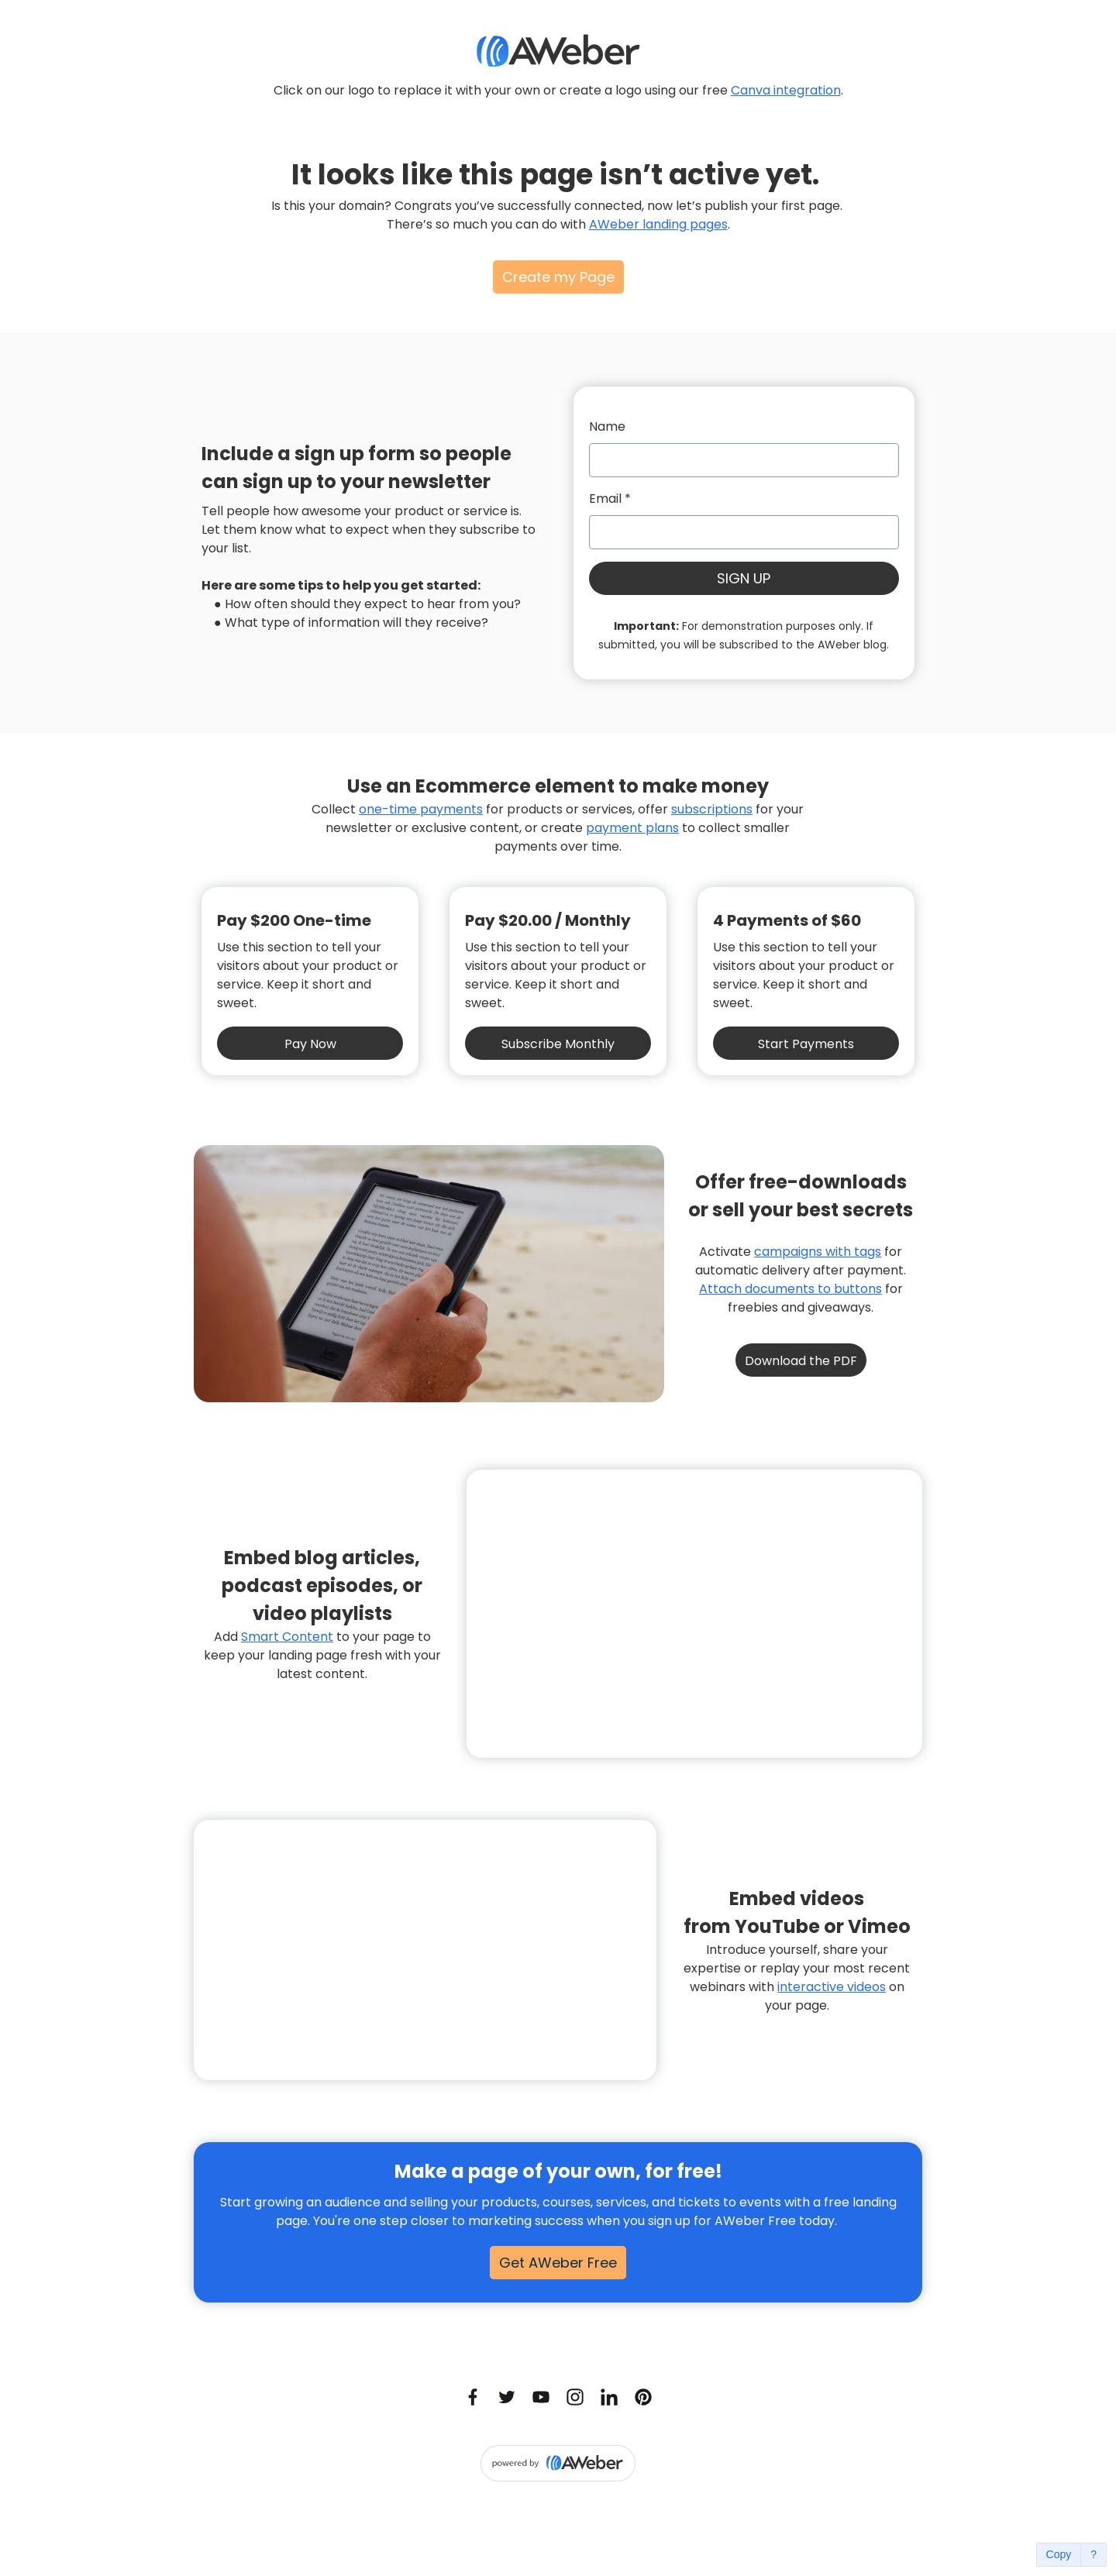 AWeber
Click on our logo to replace it with your own or create a logo using our free Canva integration.
It looks like this page isn’t active yet.
Is this your domain? Congrats you’ve successfully connected, now let’s publish your first page.
There’s so much you can do with AWeber landing pages.
Create my Page
Include a sign up form so people
can sign up to your newsletter
Tell people how awesome your product or service is.
Let them know what to expect when they subscribe to
your list.
Here are some tips to help you get started:
● How often should they expect to hear from you?
● What type of information will they receive?
Name
Email *
SIGN UP
Important: For demonstration purposes only. If
submitted, you will be subscribed to the AWeber blog.
Use an Ecommerce element to make money
Collect one-time payments for products or services, offer subscriptions for your
newsletter or exclusive content, or create payment plans to collect smaller
payments over time.
Pay $200 One-time
Use this section to tell your
visitors about your product or
service. Keep it short and
sweet.
Pay Now
Pay $20.00 / Monthly
Use this section to tell your
visitors about your product or
service. Keep it short and
sweet.
Subscribe Monthly
4 Payments of $60
Use this section to tell your
visitors about your product or
service. Keep it short and
sweet.
Start Payments
Offer free-downloads
or sell your best secrets
Activate campaigns with tags for
automatic delivery after payment.
Attach documents to buttons for
freebies and giveaways.
Download the PDF
Embed blog articles,
podcast episodes, or
video playlists
Add Smart Content to your page to
keep your landing page fresh with your
latest content.
Embed videos
from YouTube or Vimeo
Introduce yourself, share your
expertise or replay your most recent
webinars with interactive videos on
your page.
Make a page of your own, for free!
Start growing an audience and selling your products, courses, services, and tickets to events with a free landing
page. You're one step closer to marketing success when you sign up for AWeber Free today.
Get AWeber Free
powered by AWeber
Copy ?